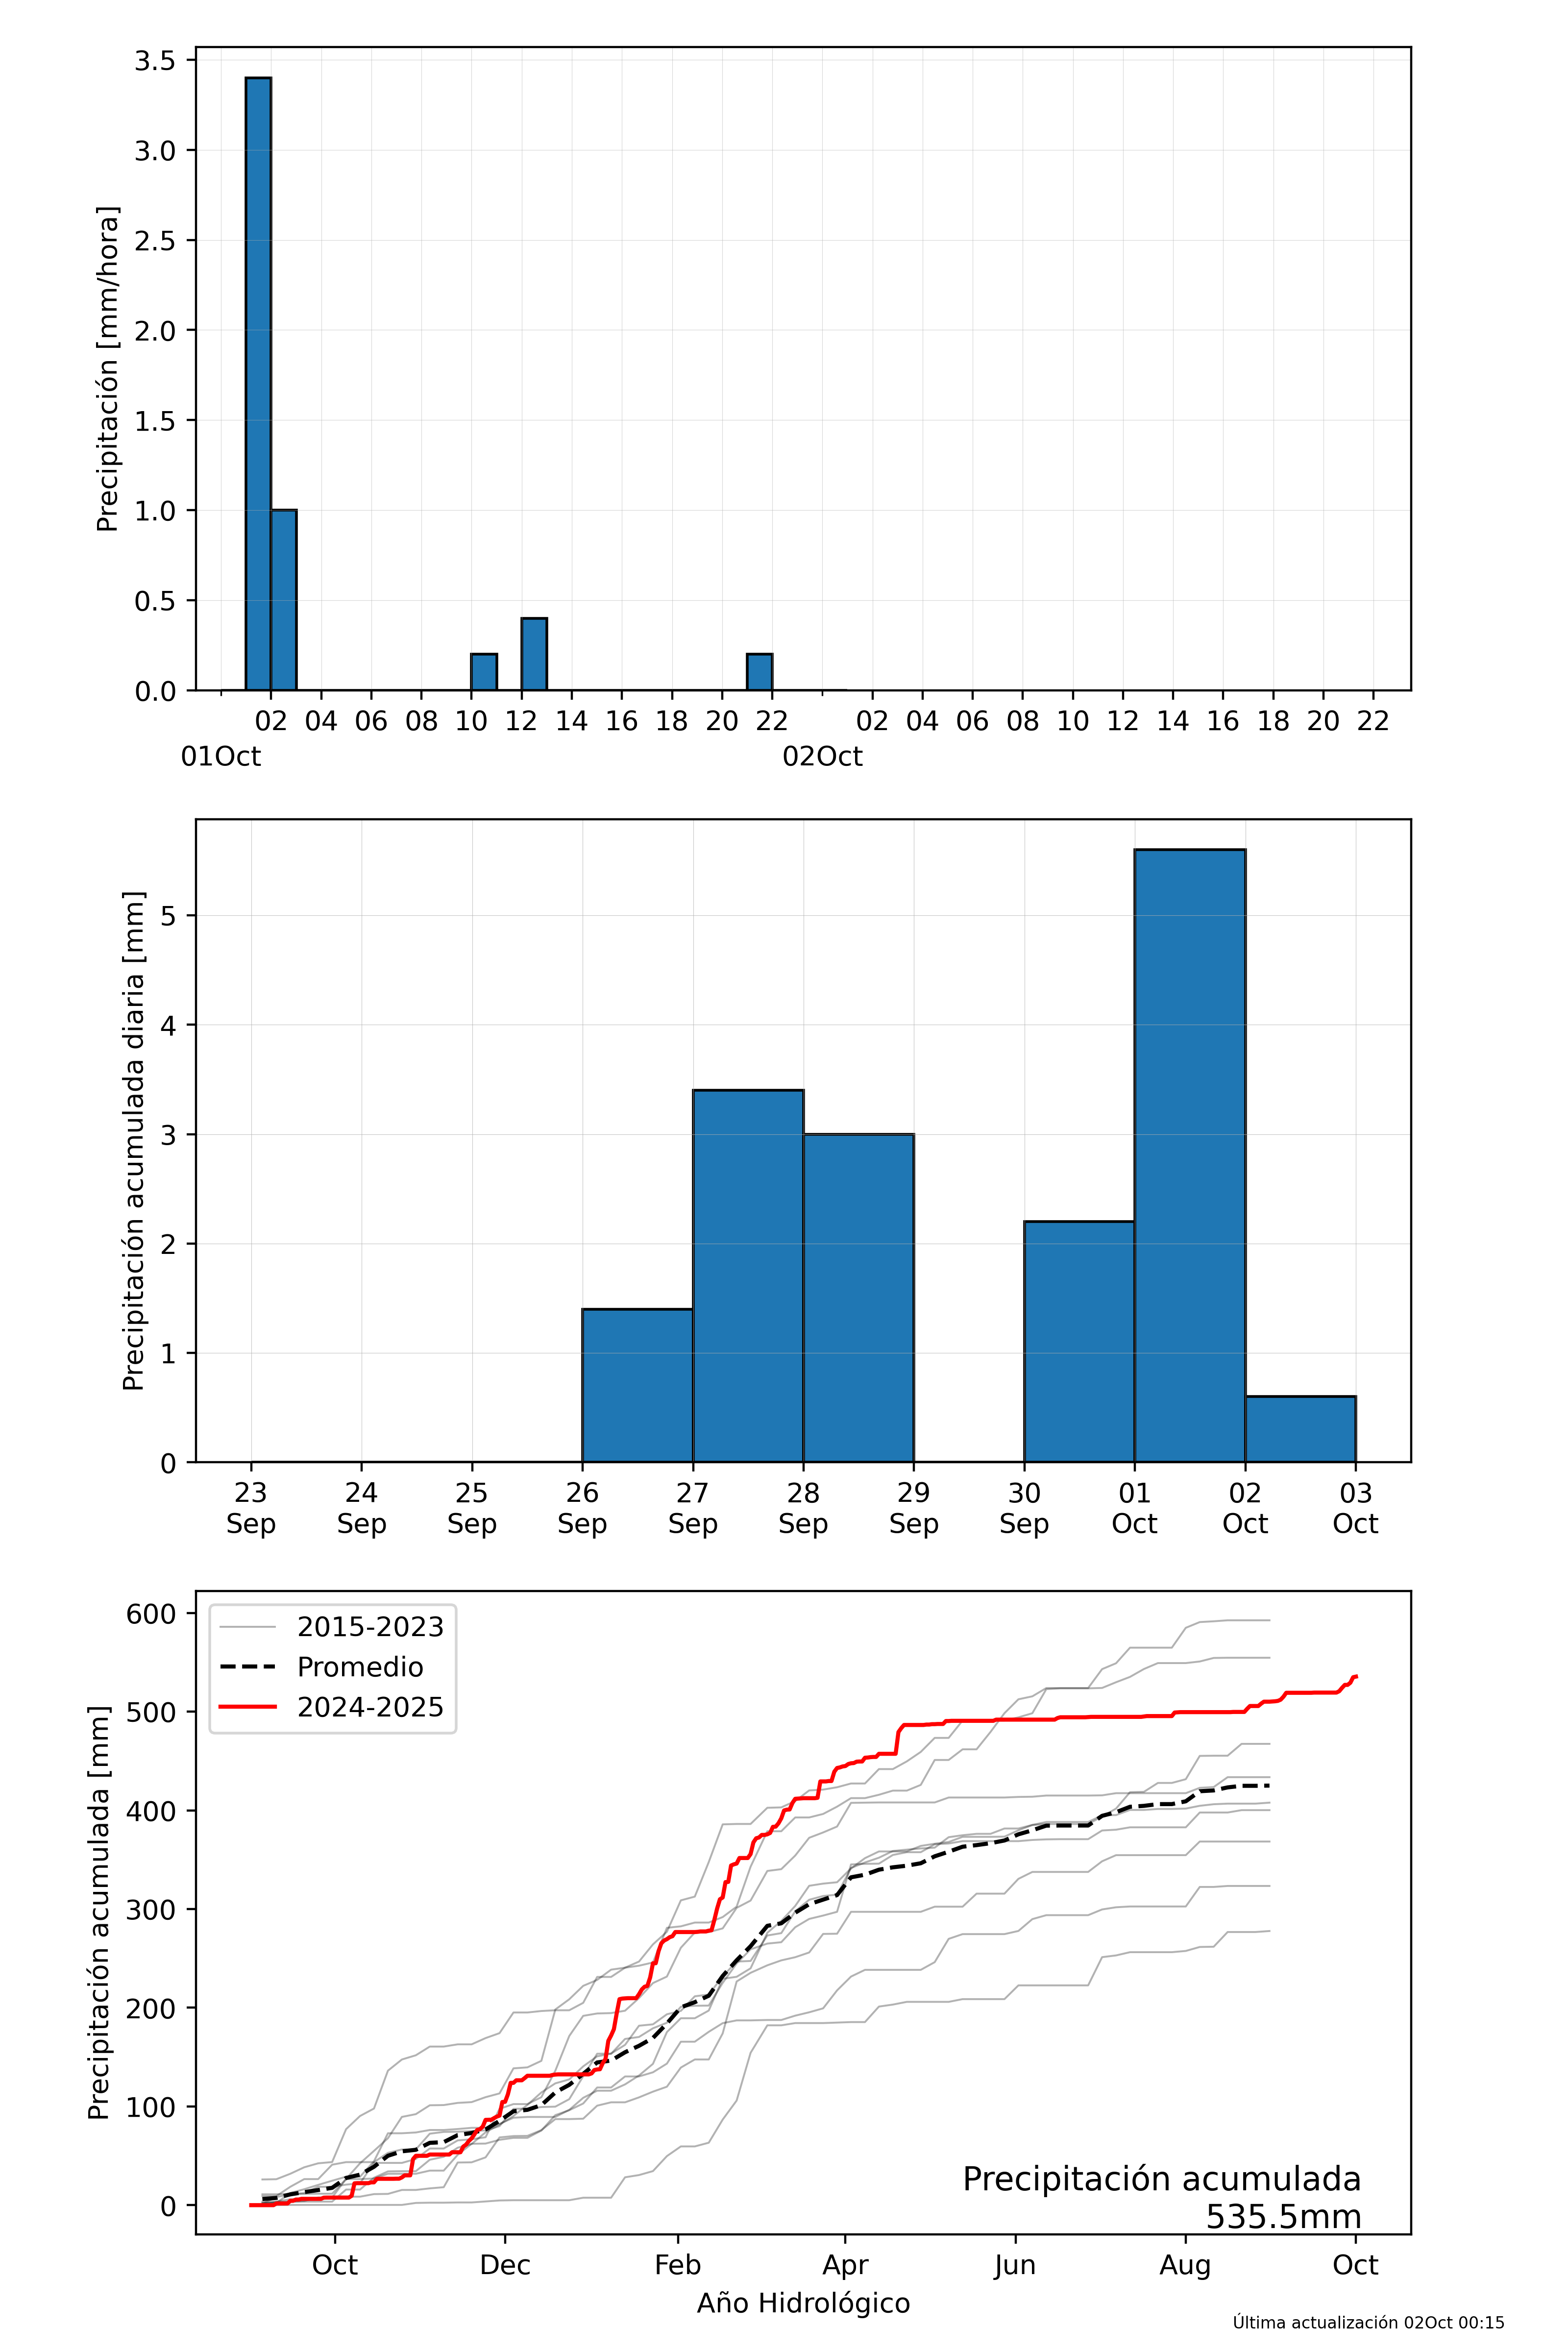 3.5
3.0
2.5
2.0
1.5
1.0
0.5
0.0
Precipitación [mm/hora]
02 04 06 08 10 12 14 16 18 20 22 02 04 06 08 10 12 14 16 18 20 22
01Oct 02Oct
5
4
3
2
1
0
Precipitación acumulada diaria [mm]
23 24 25 26 27 28 29 30 01 02 03
Sep Sep Sep Sep Sep Sep Sep Sep Oct Oct Oct
600
500
400
300
200
100
0
Precipitación acumulada [mm]
2015-2023
Promedio
2024-2025
Precipitación acumulada
535.5mm
Oct Dec Feb Apr Jun Aug Oct
Año Hidrológico
Última actualización 02Oct 00:15